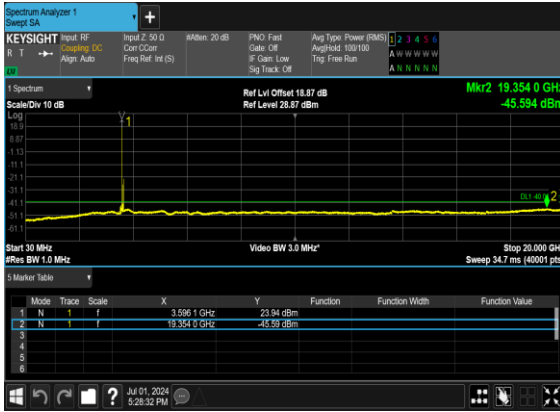 Spectrum Analyzer 1
Swept SA
+
KEYSIGHT Input: RF Input Z: 50 Ω #Atten: 20 dB PNO: Fast Avg Type: Power (RMS) 1 2 3 4 5 6
R T Coupling: DC Corr CCorr Gate: Off Avg|Hold: 100/100 A W W W W W
Align: Auto Freq Ref: Int (S) IF Gain: Low Trig: Free Run
Sig Track: Off A N N N N N
1 Spectrum
Scale/Div 10 dB
Ref Lvl Offset 18.87 dB
Ref Level 28.87 dBm
Mkr2 19.354 0 GHz
-45.594 dBm
Log
18.9
8.87
-1.13
-11.1
-21.1
-31.1
-41.1
-51.1
-61.1
1
2
Start 30 MHz Video BW 3.0 MHz* Stop 20.000 GHz
#Res BW 1.0 MHz Sweep 34.7 ms (40001 pts)
5 Marker Table
Mode Trace Scale X Y Function Function Width Function Value
1 N 1 f 3.596 1 GHz 23.94 dBm
2 N 1 f 19.354 0 GHz -45.59 dBm
3
4
5
6
?
Jul 01, 2024
5:28:32 PM